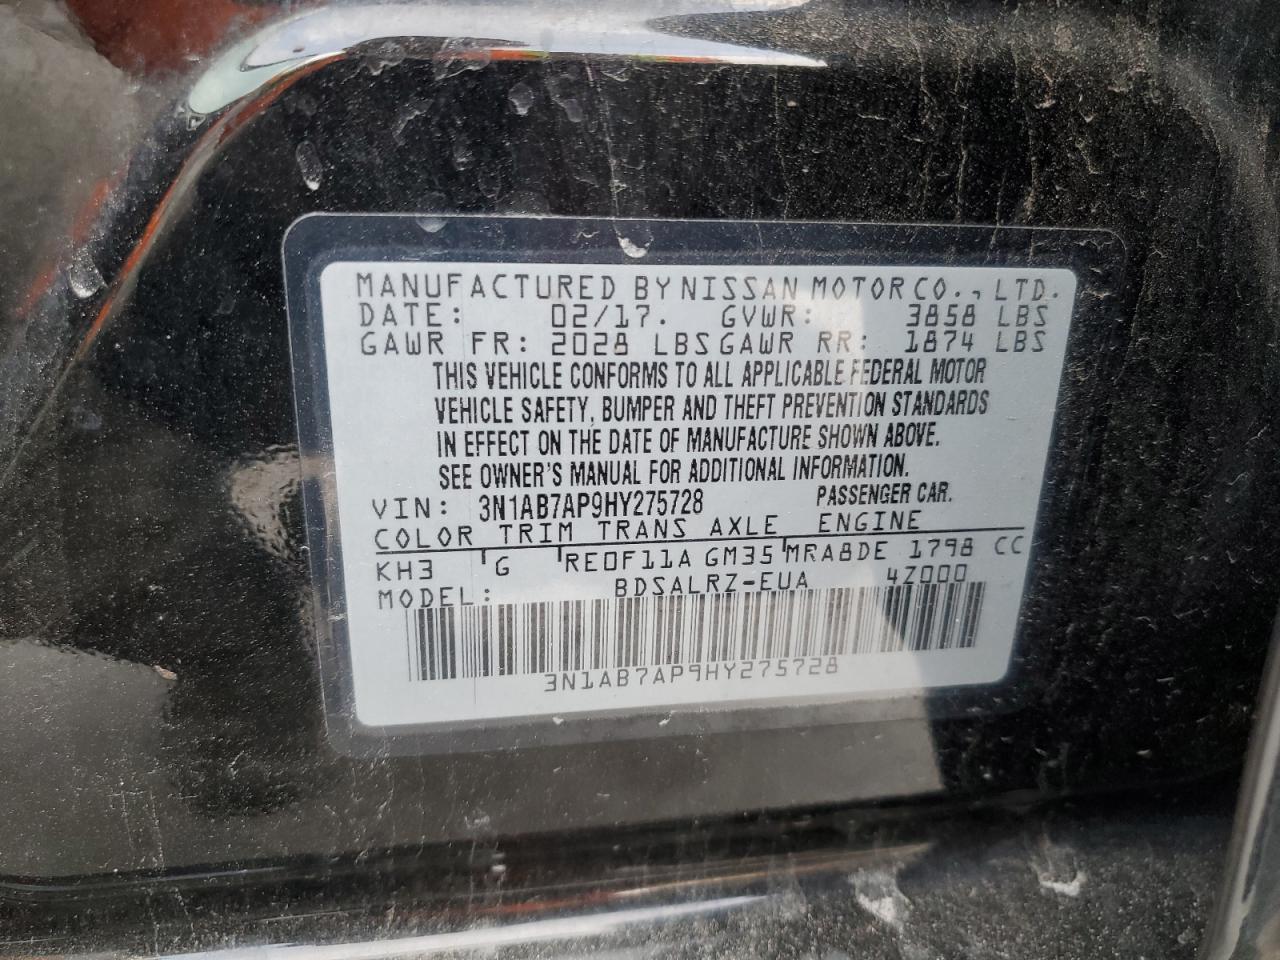 MANUFACTURED BY NISSAN MOTOR CO., LTD.
DATE: 02/17. GVWR: 3858 LBS
GAWR FR: 2028 LBS GAWR RR: 1874 LBS
THIS VEHICLE CONFORMS TO ALL APPLICABLE FEDERAL MOTOR
VEHICLE SAFETY, BUMPER AND THEFT PREVENTION STANDARDS
IN EFFECT ON THE DATE OF MANUFACTURE SHOWN ABOVE.
SEE OWNER'S MANUAL FOR ADDITIONAL INFORMATION.
VIN: 3N1AB7AP9HY275728 PASSENGER CAR.
COLOR TRIM TRANS AXLE ENGINE
KH3 G RE0F11A GM35 MRA8DE 1798 CC
MODEL: BDSALRZ-EUA 4Z000
3N1AB7AP9HY275728